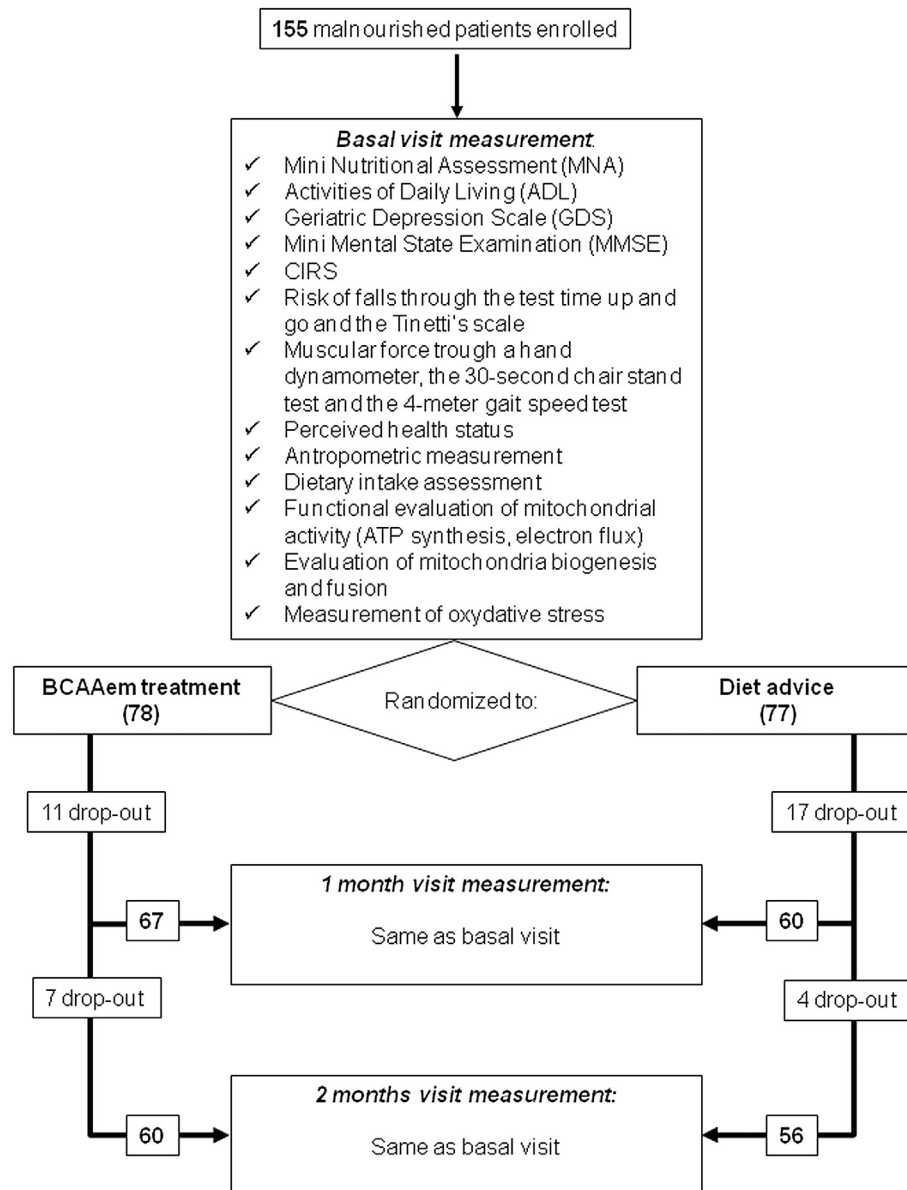 155 malnourished patients enrolled
Basal visit measurement:
✓ Mini Nutritional Assessment (MNA)
✓ Activities of Daily Living (ADL)
✓ Geriatric Depression Scale (GDS)
✓ Mini Mental State Examination (MMSE)
✓ CIRS
✓ Risk of falls through the test time up and
go and the Tinetti's scale
✓ Muscular force trough a hand
dynamometer, the 30-second chair stand
test and the 4-meter gait speed test
✓ Perceived health status
✓ Antropometric measurement
✓ Dietary intake assessment
✓ Functional evaluation of mitochondrial
activity (ATP synthesis, electron flux)
✓ Evaluation of mitochondria biogenesis
and fusion
✓ Measurement of oxydative stress
BCAAem treatment
(78)
Randomized to:
Diet advice
(77)
11 drop-out
17 drop-out
1 month visit measurement:
67
60
Same as basal visit
7 drop-out
4 drop-out
2 months visit measurement:
60
56
Same as basal visit